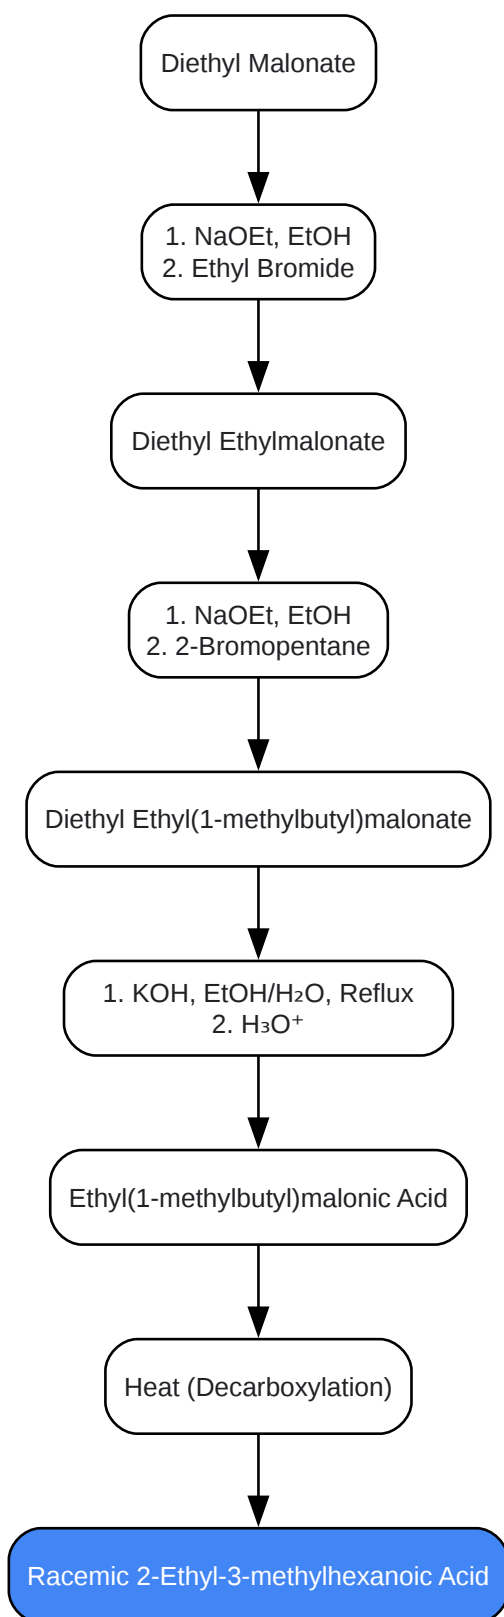 Diethyl Malonate
1. NaOEt, EtOH
2. Ethyl Bromide
Diethyl Ethylmalonate
1. NaOEt, EtOH
2. 2-Bromopentane
Diethyl Ethyl(1-methylbutyl)malonate
1. KOH, EtOH/H₂O, Reflux
2. H₃O⁺
Ethyl(1-methylbutyl)malonic Acid
Heat (Decarboxylation)
Racemic 2-Ethyl-3-methylhexanoic Acid